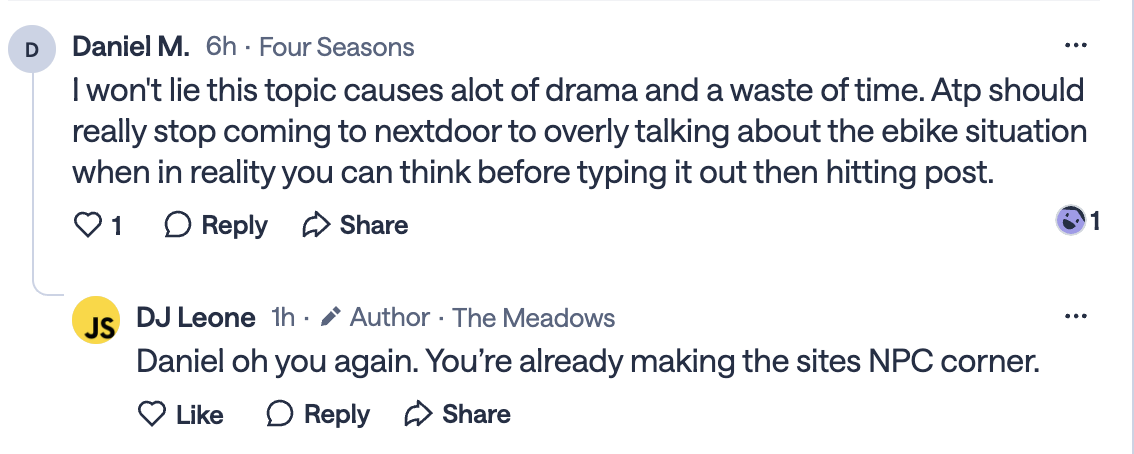 D
Daniel M. 6h · Four Seasons
I won't lie this topic causes alot of drama and a waste of time. Atp should
really stop coming to nextdoor to overly talking about the ebike situation
when in reality you can think before typing it out then hitting post.
1 Reply Share 1
JS DJ Leone 1h · Author · The Meadows
Daniel oh you again. You’re already making the sites NPC corner.
Like Reply Share